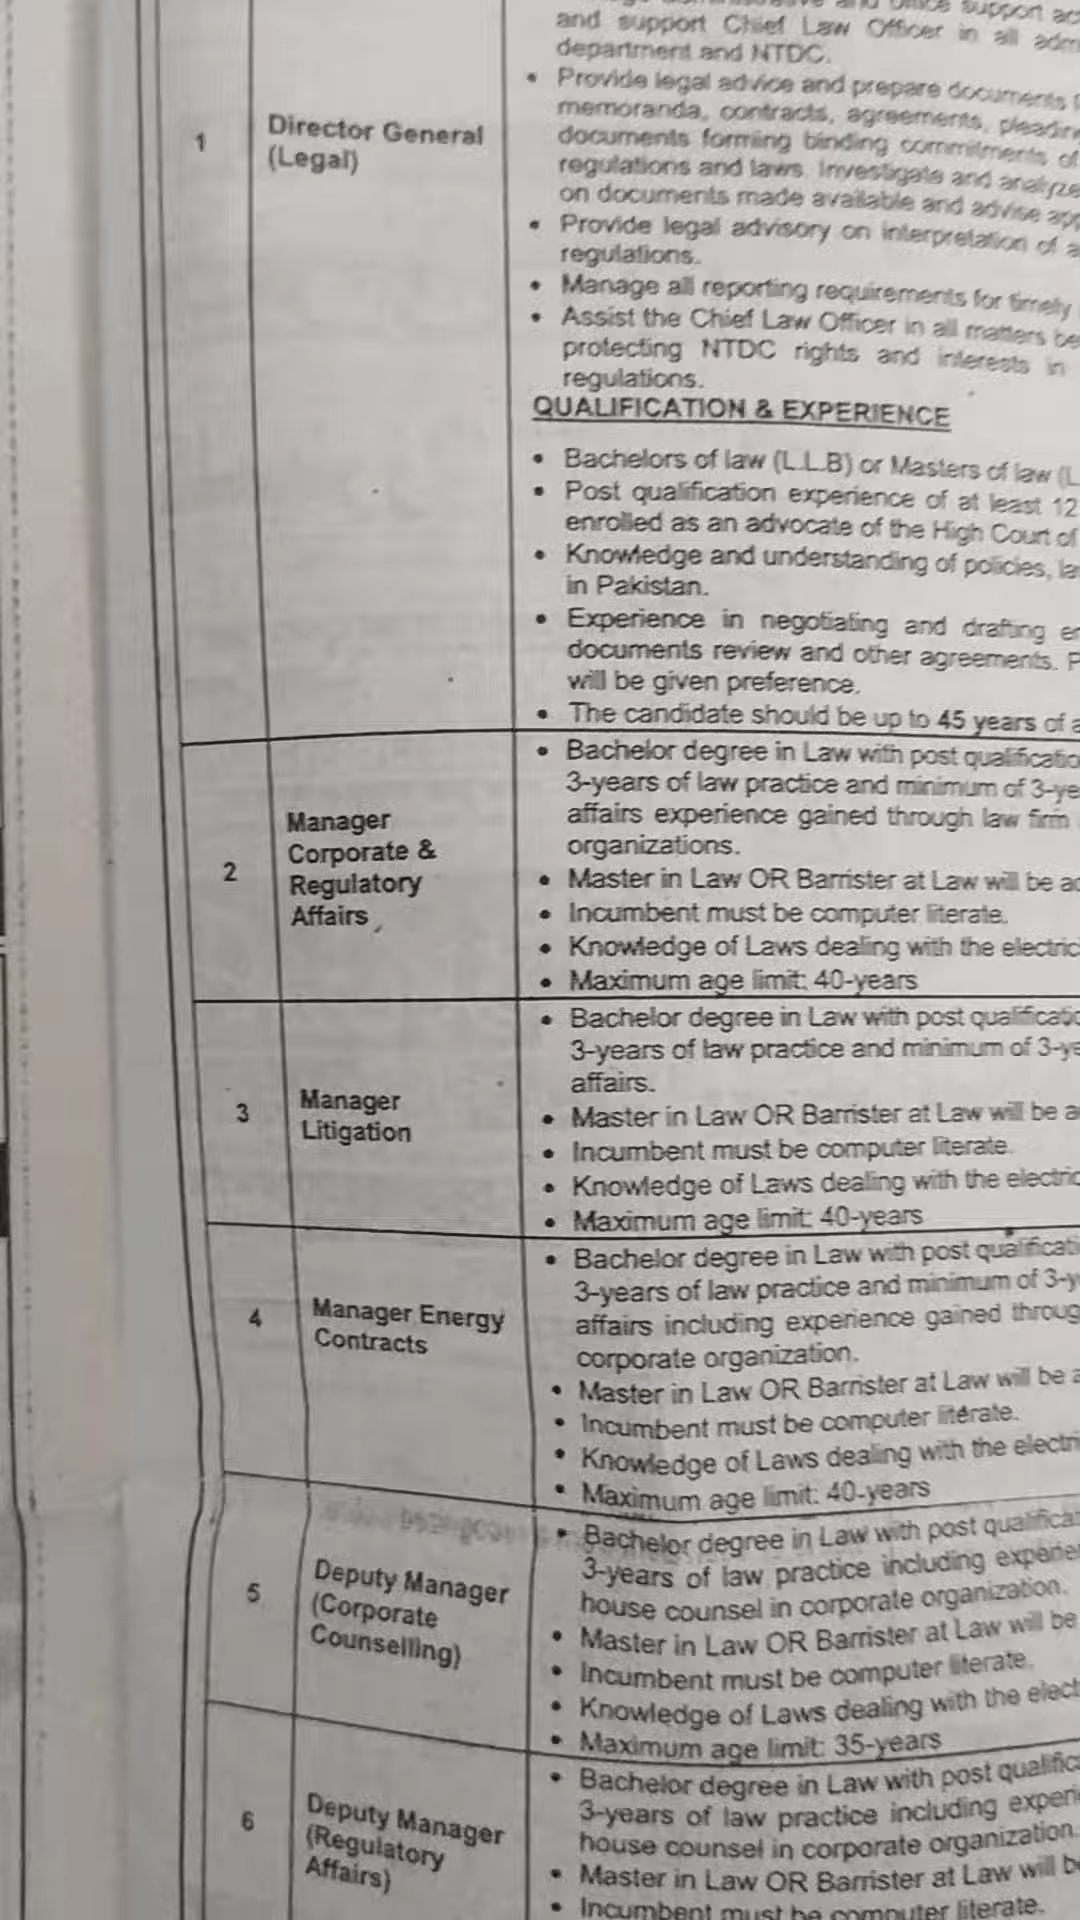 and support Chief Law Officer in all
department and NTDC.
1
Director General
(Legal)
• Provide legal advice and prepare documents
memoranda, contracts, agreements,
documents forming binding commitments of
regulations and laws. Investigate and analyze
on documents made available and advise
• Provide legal advisory on interpretation of
regulations.
• Manage all reporting requirements for timely
• Assist the Chief Law Officer in all matters
protecting NTDC rights and interests in
regulations.
QUALIFICATION & EXPERIENCE
• Bachelors of law (L.L.B) or Masters of law (L
• Post qualification experience of at least 12
enrolled as an advocate of the High Court of
• Knowledge and understanding of policies,
in Pakistan.
• Experience in negotiating and drafting
documents review and other agreements.
will be given preference.
• The candidate should be up to 45 years of
2
Manager
Corporate &
Regulatory
Affairs
• Bachelor degree in Law with post
3-years of law practice and minimum of 3-ye
affairs experience gained through law firm
organizations.
• Master in Law OR Barrister at Law will be
• Incumbent must be computer literate.
• Knowledge of Laws dealing with the electric
• Maximum age limit: 40-years
3
Manager
Litigation
• Bachelor degree in Law with post
3-years of law practice and minimum of 3-ye
affairs.
• Master in Law OR Barrister at Law will be
• Incumbent must be computer literate.
• Knowledge of Laws dealing with the electric
• Maximum age limit: 40-years
4
Manager Energy
Contracts
• Bachelor degree in Law with post
3-years of law practice and minimum of 3-y
affairs including experience gained throug
corporate organization.
• Master in Law OR Barrister at Law will be
• Incumbent must be computer literate.
• Knowledge of Laws dealing with the electri
• Maximum age limit: 40-years
5
Deputy Manager
(Corporate
Counselling)
• Bachelor degree in Law with post
3-years of law practice including
house counsel in corporate organization.
• Master in Law OR Barrister at Law will be
• Incumbent must be computer literate.
• Knowledge of Laws dealing with the elect
• Maximum age limit: 35-years
6
Deputy Manager
(Regulatory
Affairs)
• Bachelor degree in Law with post
3-years of law practice including
house counsel in corporate organization.
• Master in Law OR Barrister at Law will
• Incumbent must be computer literate.